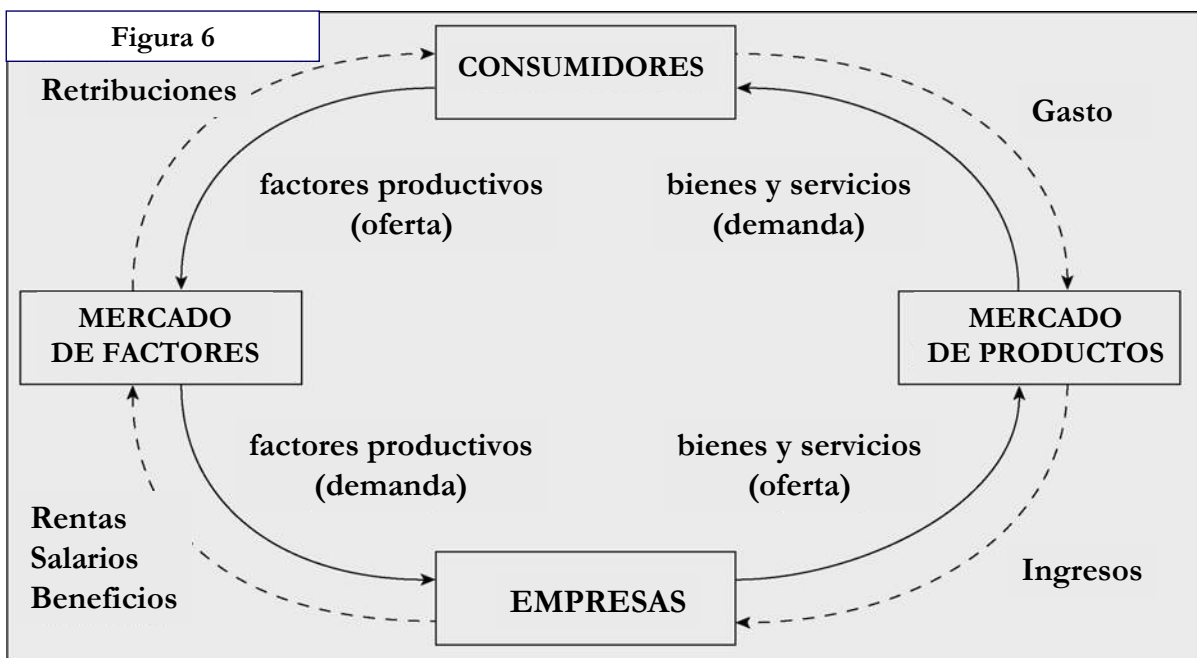 Figura 6
Retribuciones
CONSUMIDORES
Gasto
factores productivos
(oferta)
bienes y servicios
(demanda)
MERCADO
DE FACTORES
MERCADO
DE PRODUCTOS
factores productivos
(demanda)
bienes y servicios
(oferta)
Rentas
Salarios
Beneficios
EMPRESAS
Ingresos